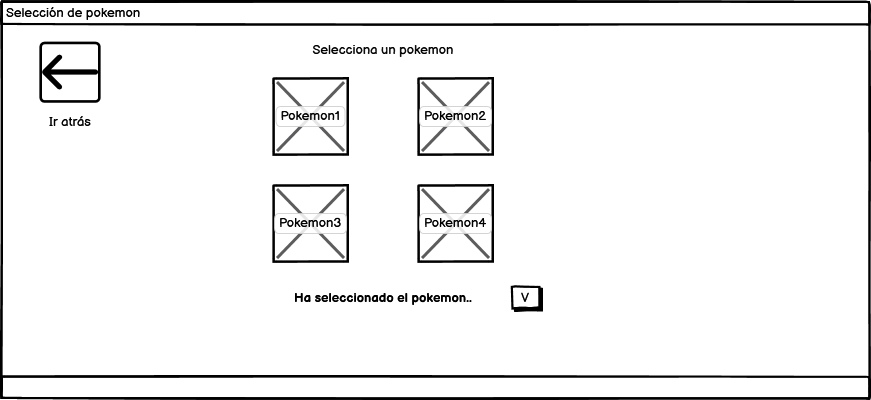 Selección de pokemon
Selecciona un pokemon
Ir atrás
Pokemon1
Pokemon2
Pokemon3
Pokemon4
Ha seleccionado el pokemon..
V